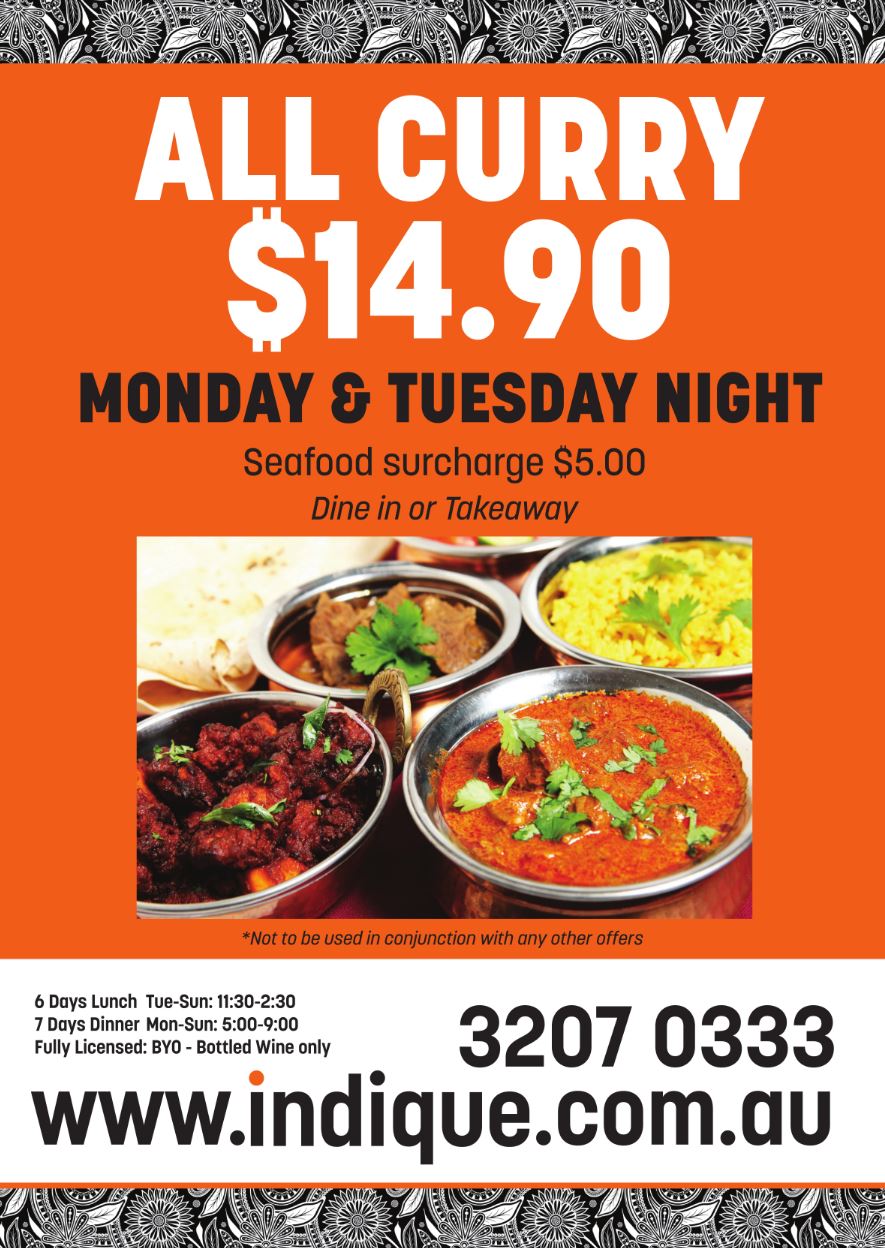 ALL CURRY
$14.90
MONDAY & TUESDAY NIGHT
Seafood surcharge $5.00
Dine in or Takeaway
*Not to be used in conjunction with any other offers
6 Days Lunch Tue-Sun: 11:30-2:30
7 Days Dinner Mon-Sun: 5:00-9:00
Fully Licensed: BYO - Bottled Wine only
3207 0333
www.indique.com.au